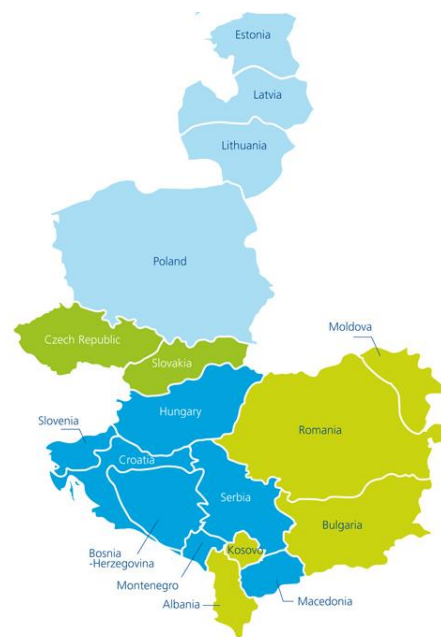 Estonia
Latvia
Lithuania
Poland
Moldova
Czech Republic
Slovakia
Hungary
Slovenia
Romania
Croatia
Serbia
Bulgaria
Bosnia
-Herzegovina
Kosovo
Montenegro
Albania
Macedonia